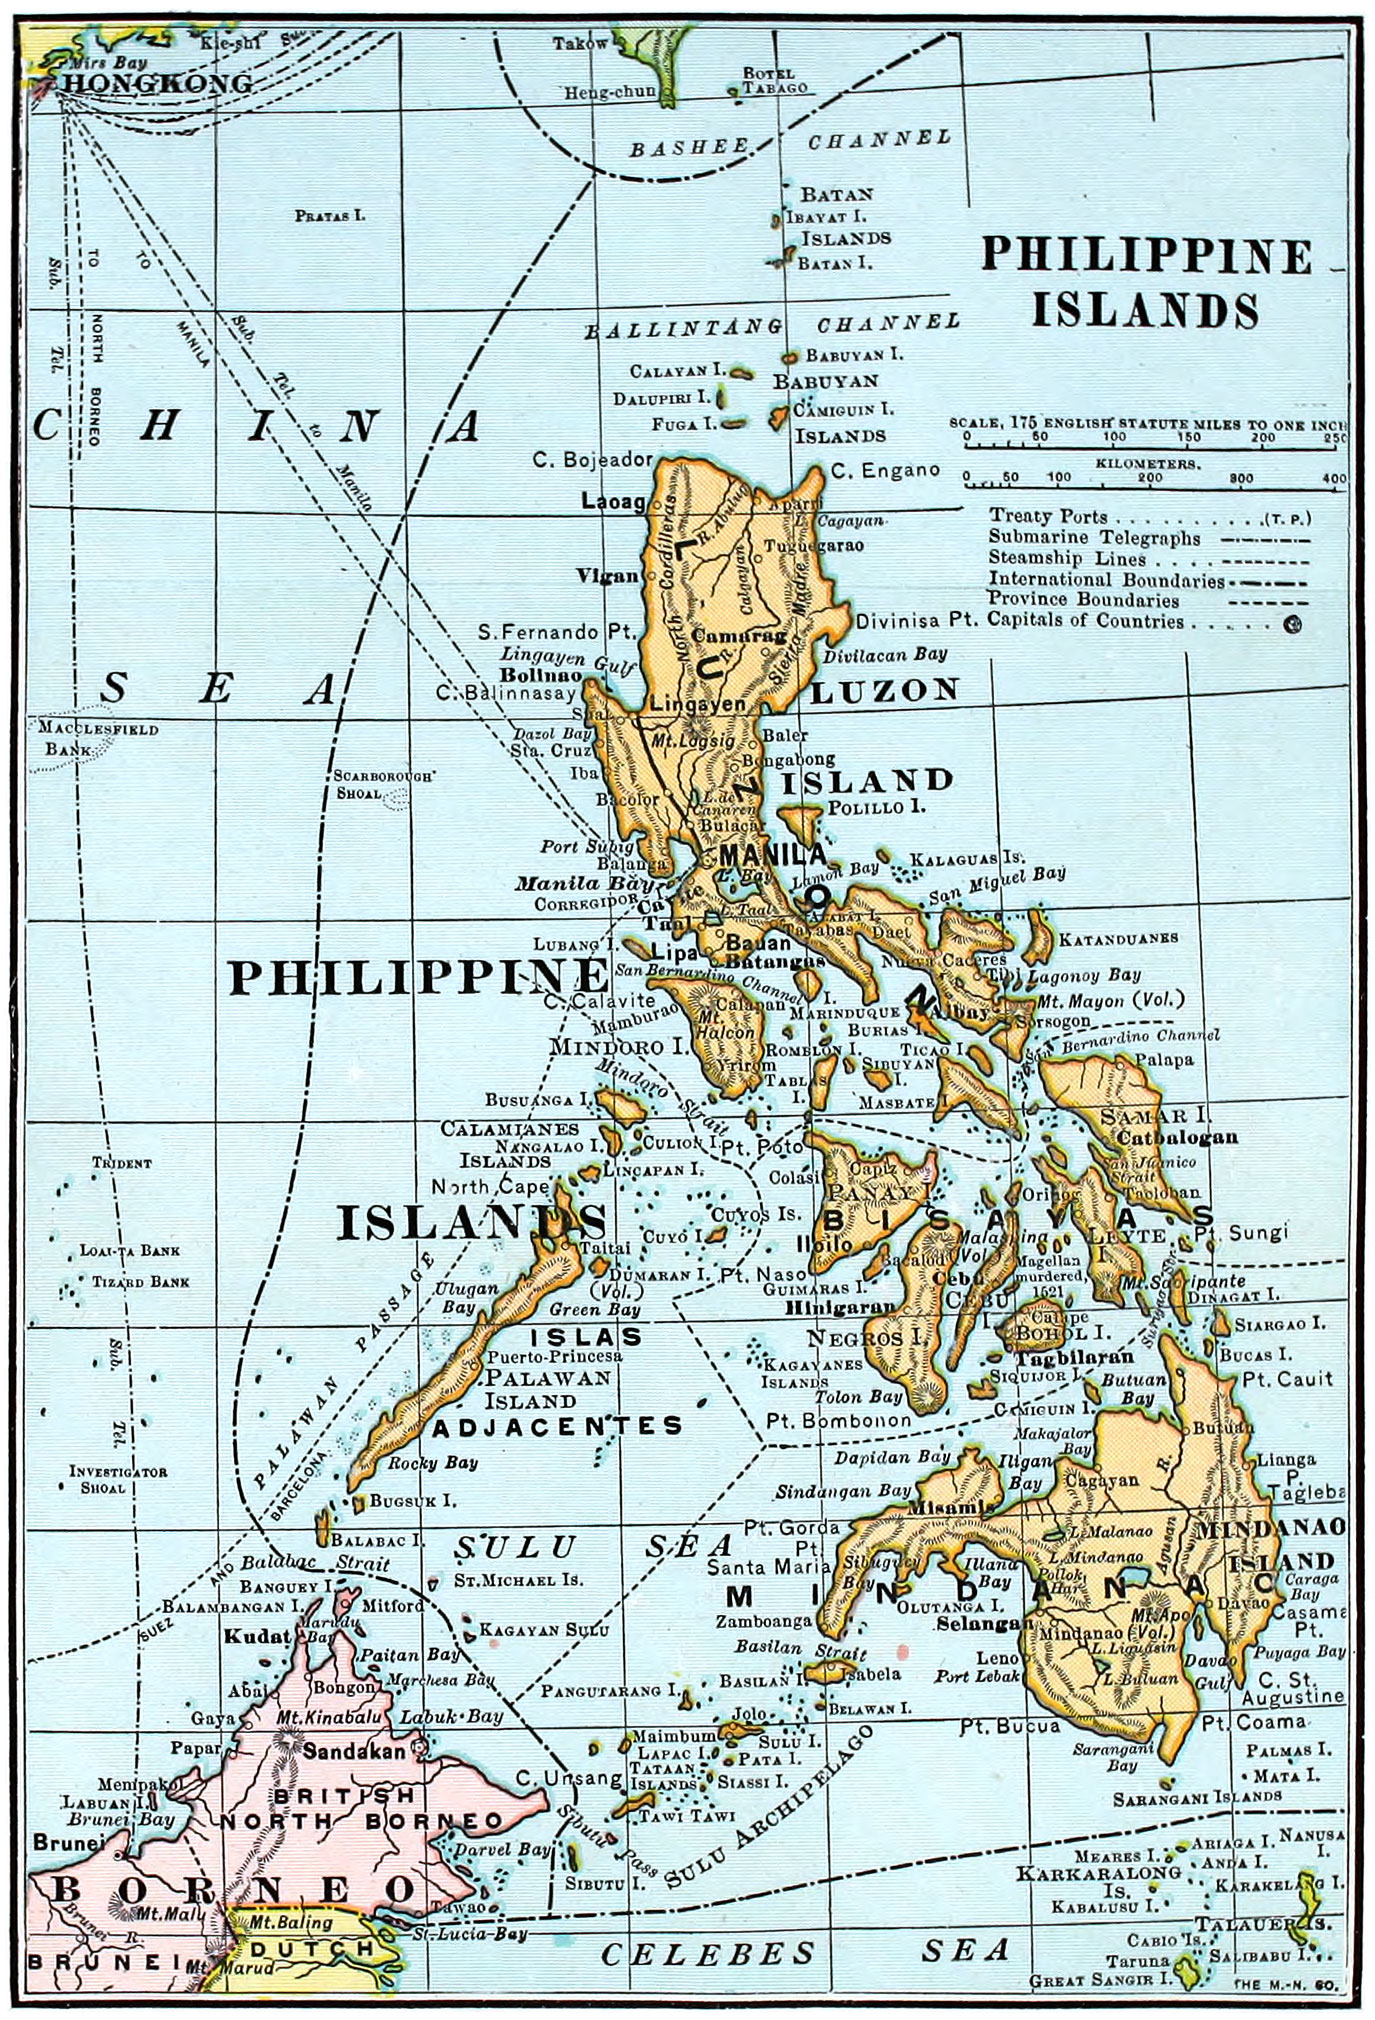 Kie-shi
Mirs Bay
HONGKONG
Takow
Heng-chun
BOTEL
TABAGO
BASHEE CHANNEL
PRATAS I.
BATAN
IBAYAT I.
ISLANDS
BATAN I.
PHILIPPINE
ISLANDS
Sub. Tel.
TO NORTH BORNEO
TO MANILA
Sub. Tel. to Manila
BALLINTANG CHANNEL
BABUYAN I.
CALAYAN I.
BABUYAN
DALUPIRI I.
CAMIGUIN I.
FUGA I.
ISLANDS
CHINA
SEA
SCALE, 175 ENGLISH STATUTE MILES TO ONE INCH
0 50 100 150 200 250
KILOMETERS.
0 50 100 200 300 400
Treaty Ports . . . . . . . . . . (T. P.)
Submarine Telegraphs
Steamship Lines . . . .
International Boundaries
Province Boundaries
Capitals of Countries . . . . .
C. Bojeador
C. Engano
Laoag
Aparri
R. Abulug
Cagayan
Cordilleras
Tuguegarao
Vigan
Calgayan
R.
North
Sierra Madre
Camarag
Divinisa Pt.
S. Fernando Pt.
Lingayen Gulf
Divilacan Bay
Bolinao
C. Balinnasay
LUZON
Lingayen
Sual
Dazol Bay
Mt. Logsig
Baler
Sta. Cruz
Bongabong
MACCLESFIELD
BANK
SCARBOROUGH
SHOAL
Iba
ISLAND
Bacolor
L. de
Canaren
POLILLO I.
Bulacan
Port Subig
Balanga
MANILA
L. Bay
Lamon Bay
KALAGUAS Is.
San Miguel Bay
Manila Bay
CORREGIDOR I.
Cavite
L. Taal
ALABAT I.
Taal
Tayabas
Daet
LUZON
LUBANG I.
Lipa
Bauan
Batangas
Nueva Caceres
KATANDUANES
Tibi
Lagonoy Bay
PHILIPPINE
San Bernardino Channel
C. Calavite
Calapan
Mamburao
Mt.
Halcon
MARINDUQUE
I.
Albay
Mt. Mayon (Vol.)
Sorsogon
BURIAS I.
MINDORO I.
ROMBLON I.
TICAO I.
San Bernardino Channel
Palapa
Yrirom
SIBUYAN
I.
TABLAS
I.
MASBATE I.
Mindoro Strait
BUSUANGA I.
SAMAR I.
Catbalogan
CALAMIANES
NANGALAO I.
CULION I.
Pt. Poto
ISLANDS
LINCAPAN I.
San Juanico
Strait
Colasi
Capiz
PANAY I.
TRIDENT
North Cape
Tacloban
CUYOS Is.
BISAYAS
ISLANDS
CUYO I.
Taitai
Iloilo
Malaspina
(Vol.)
LEYTE
I.
Pt. Sungi
LOAI-TA BANK
Bacalod
DUMARAN I.
(Vol.)
Pt. Naso
GUIMARAS I.
Magellan
murdered,
1521
TIZARD BANK
Ulugan
Bay
Green Bay
Cebu
CEBU
I.
DINAGAT I.
Hinigaran
Calape
BOHOL I.
SIARGAO I.
ISLAS
NEGROS I.
Puerto-Princesa
KAGAYANES
ISLANDS
Tagbilaran
BUCAS I.
PALAWAN
ISLAND
SIQUIJOR I.
Butuan
Bay
Pt. Cauit
Tolon Bay
CAMIGUIN I.
ADJACENTES
Pt. Bombonon
Butuan
Makajalor
Bay
PALAWAN PASSAGE
Sub. Tel.
Rocky Bay
Dapidan Bay
Iligan
Bay
Lianga
INVESTIGATOR
SHOAL
P.
Tagleba
BUGSUK I.
Sindangan Bay
Cagayan
R. Agusan
Misamis
BALABAC I.
Pt. Gorda
L. Malanao
MINDANAO
ISLAND
SULU SEA
Pt.
Santa Maria
L. Mindanao
Balabac Strait
Sibuguey
Bay
Illana
Bay
Pollok
Har.
BANGUEY I.
ST. MICHAEL Is.
Caraga
Bay
MINDANAO
BALAMBANGAN I.
Mitford
OLUTANGA I.
Mt. Apo
(Vol.)
Davao
Casama
Pt.
SUEZ AND BARCELONA
Marudu
Bay
Zamboanga
Selangan
Mindanao
Kudat
KAGAYAN SULU
Basilan Strait
L. Liguasin
Puyaga Bay
Paitan Bay
Leno
Port Lebak
Davao
Gulf
Marchesa Bay
BASILAN I.
Isabela
L. Buluan
C. St.
Augustine
Abai
Bongon
PANGUTARANG I.
BELAWAN I.
Gaya
Mt. Kinabalu
Labuk Bay
Jolo
Pt. Bucua
Pt. Coama
Papar
Sandakan
Maimbum
SULU I.
LAPAC I.
PATA I.
Sarangani
Bay
PALMAS I.
TATAAN
ISLANDS
SIASSI I.
MATA I.
Menpakol
C. Unsang
LABUAN I.
BRITISH
NORTH BORNEO
TAWI TAWI
SARANGANI ISLANDS
Brunei Bay
SULU ARCHIPELAGO
Brunei
Darvel Bay
Sibutu Pass
SIBUTU I.
ARIAGA I.
NANUSA
I.
MEARES I.
ANDA I.
KARKARALONG
Is.
KARAKELANG I.
KABALUSU I.
BORNEO
Mt. Malu
Tawao
TALAUER Is.
Brunei R.
Mt. Baling
St. Lucia Bay
CABIO Is.
DUTCH
CELEBES SEA
SALIBABU I.
Taruna
BRUNEI
Mt. Marud
GREAT SANGIR I.
THE M.-N. CO.